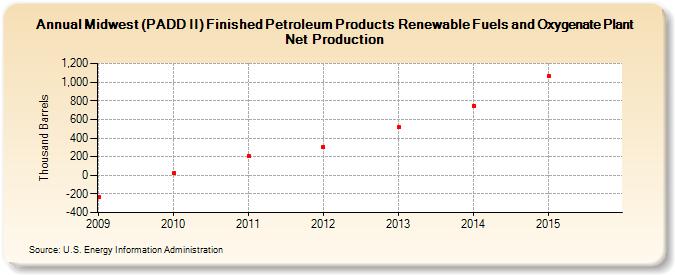 Annual Midwest (PADD II) Finished Petroleum Products Renewable Fuels and Oxygenate Plant
Net Production
Thousand Barrels
1,200
1,000
800
600
400
200
0
-200
-400
2009 2010 2011 2012 2013 2014 2015
Source: U.S. Energy Information Administration